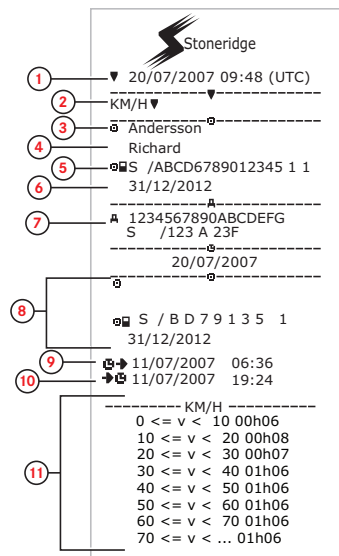 Stoneridge
1 ▼ 20/07/2007 09:48 (UTC)
2 KM/H▼
3 Andersson
4 Richard
5 S /ABCD6789012345 1 1
6 31/12/2012
7 A 1234567890ABCDEFG
S /123 A 23F
20/07/2007
8
S / B D 7 9 1 3 5 1
31/12/2012
9 11/07/2007 06:36
10 11/07/2007 19:24
KM/H
11
0 <= v < 10 00h06
10 <= v < 20 00h08
20 <= v < 30 00h07
30 <= v < 40 01h06
40 <= v < 50 01h06
50 <= v < 60 01h06
60 <= v < 70 01h06
70 <= v < ... 01h06